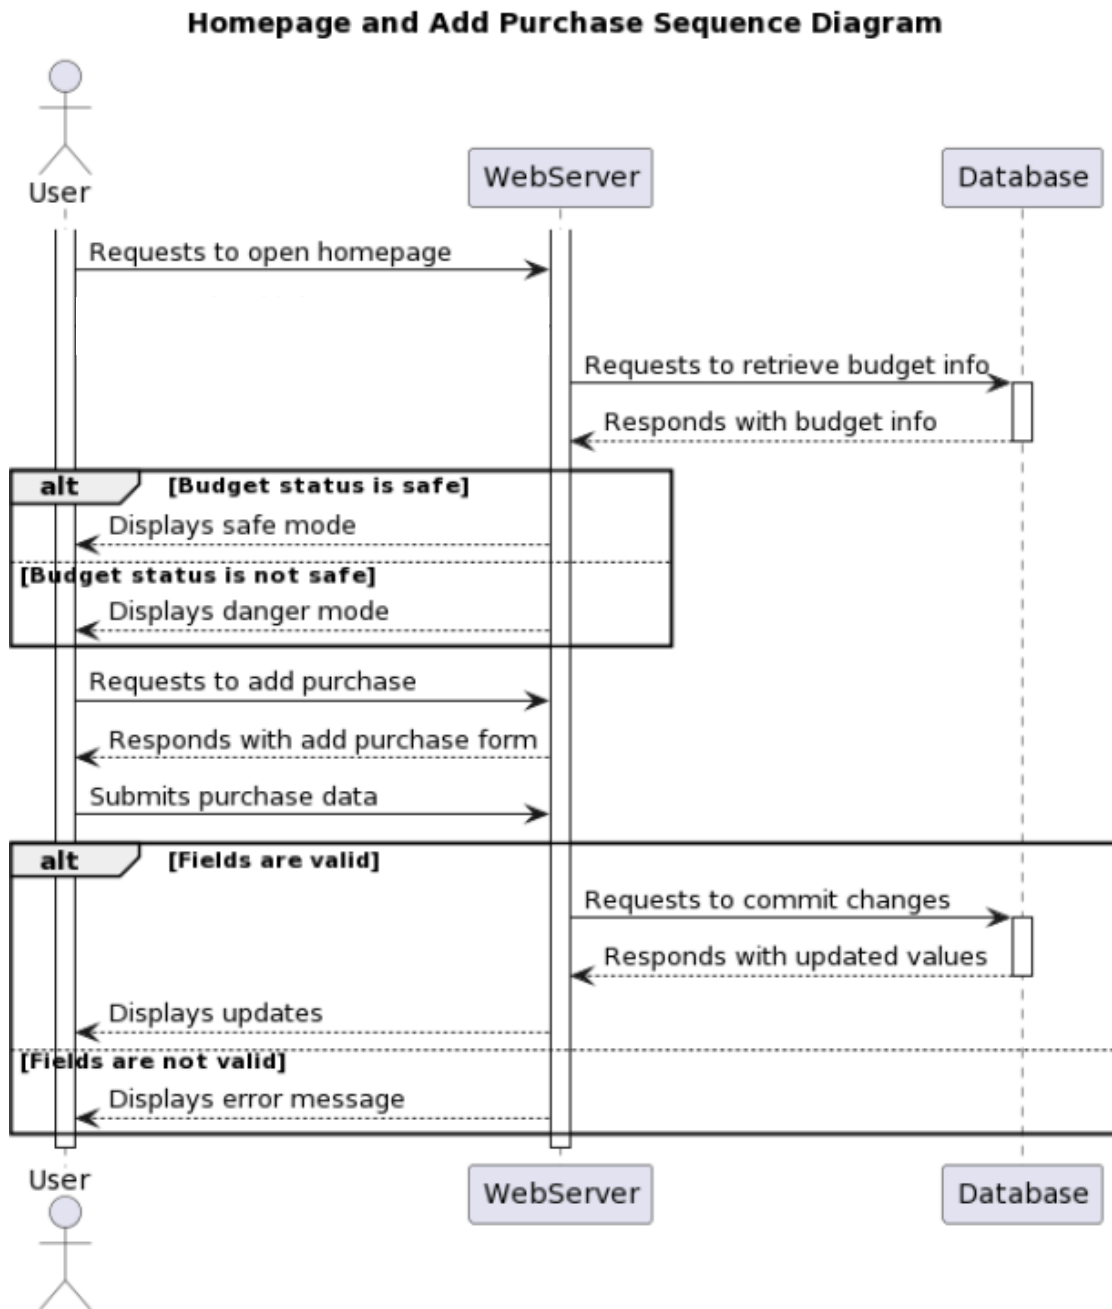 Homepage and Add Purchase Sequence Diagram
User
WebServer
Database
Requests to open homepage
Requests to retrieve budget info
Responds with budget info
alt
[Budget status is safe]
Displays safe mode
[Budget status is not safe]
Displays danger mode
Requests to add purchase
Responds with add purchase form
Submits purchase data
alt
[Fields are valid]
Requests to commit changes
Responds with updated values
Displays updates
[Fields are not valid]
Displays error message
User
WebServer
Database